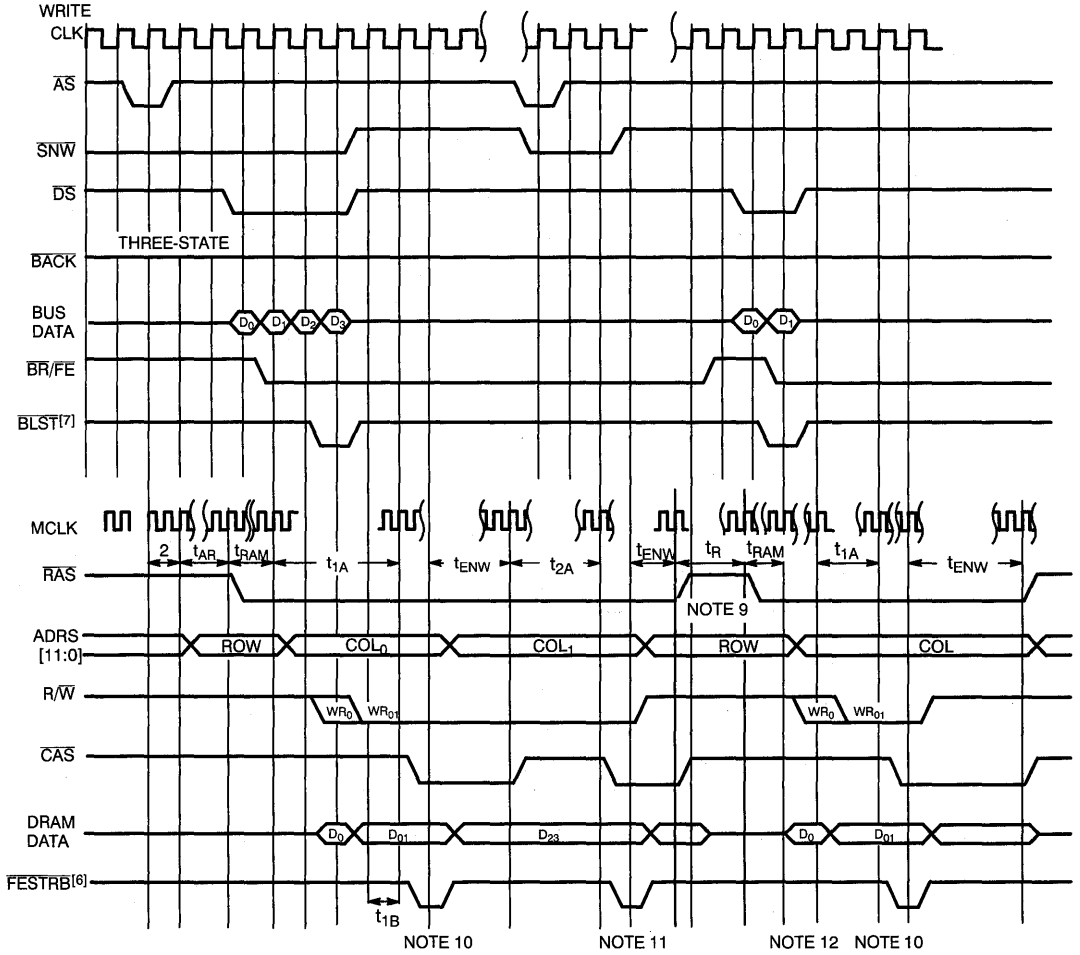 WRITE
CLK
AS
SNW
DS
THREE-STATE
BACK
BUS
DATA
D0 D1 D2 D3 D0 D1
BR/FE
BLST[7]
MCLK
2 tAR tRAM t1A tENW t2A tENW tR tRAM t1A tENW
RAS
NOTE 9
ADRS
[11:0]
ROW COL0 COL1 ROW COL
R/W
WR0 WR01 WR0 WR01
CAS
DRAM
DATA
D0 D01 D23 D0 D01
FESTRB[6]
t1B
NOTE 10 NOTE 11 NOTE 12 NOTE 10